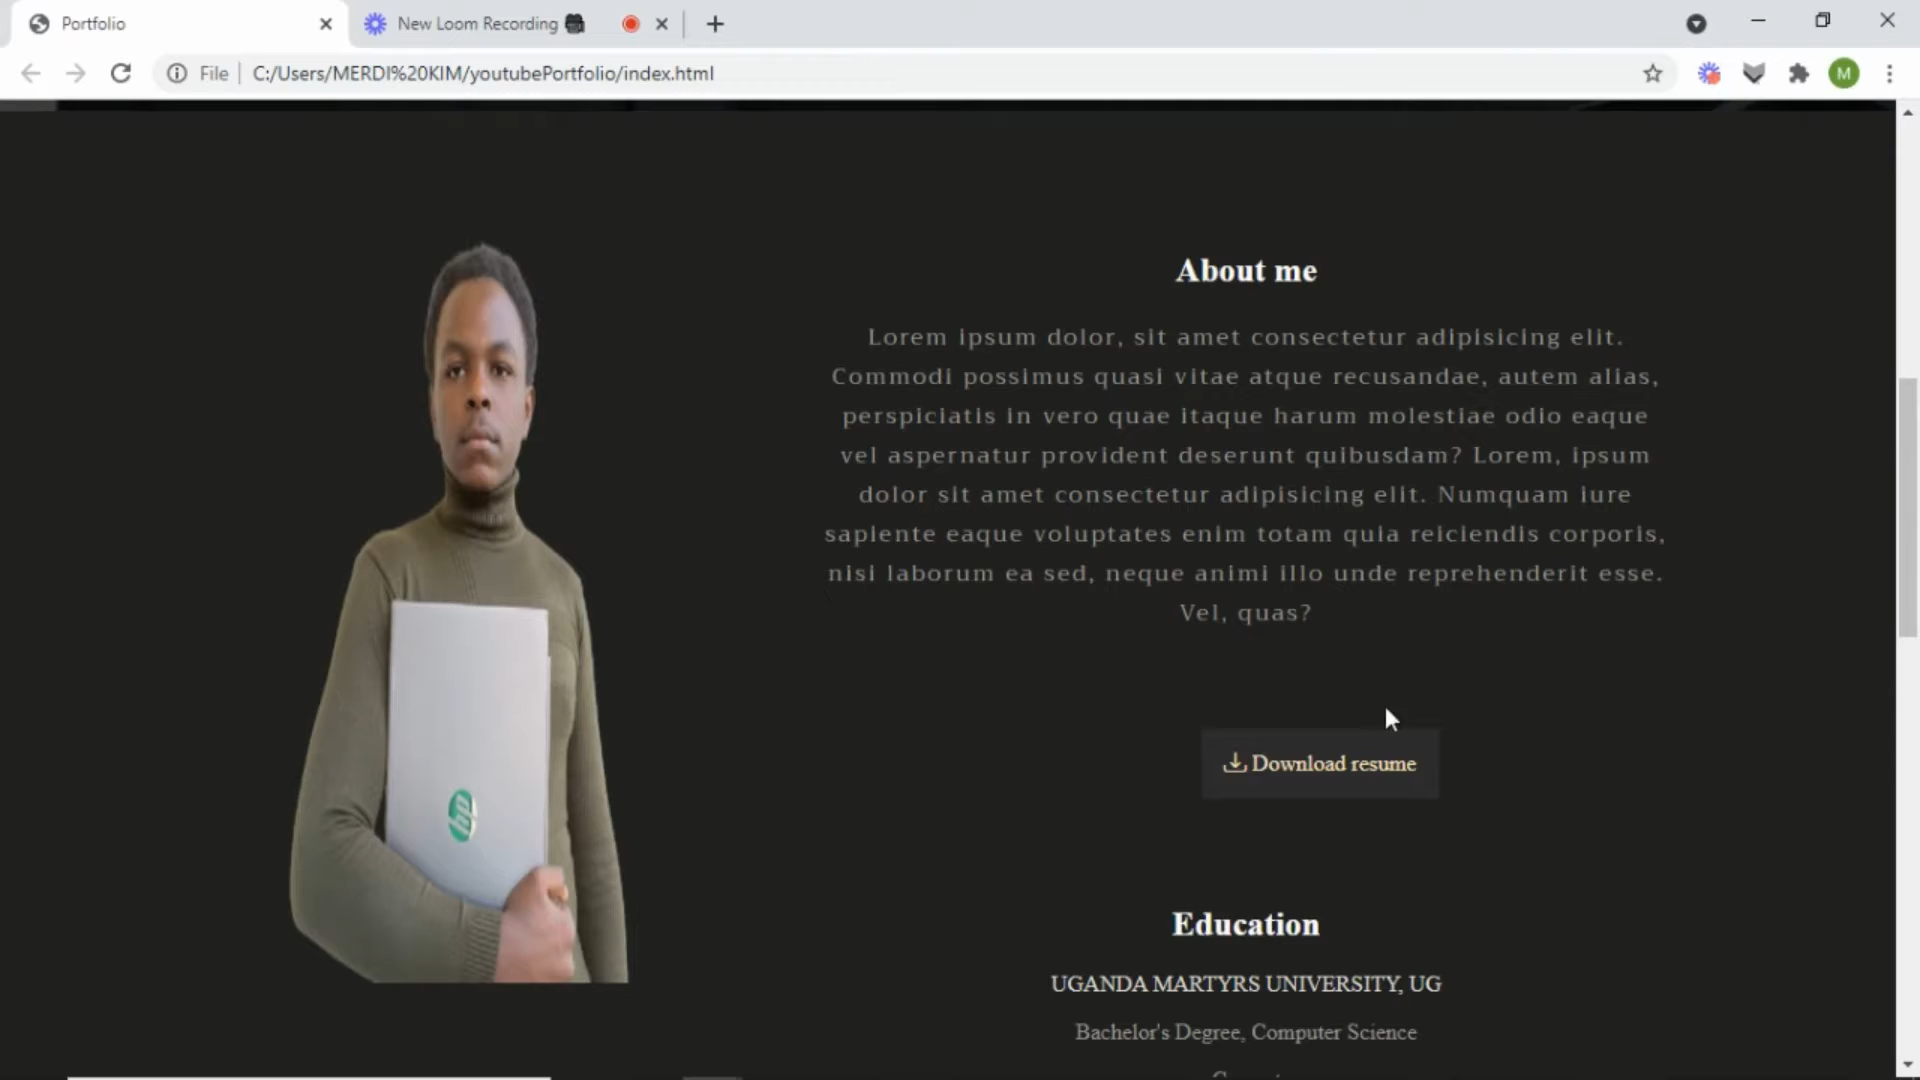 Portfolio
New Loom Recording
File
C:/Users/MERDI%20KIM/youtubePortfolio/index.html
M
About me
Lorem ipsum dolor, sit amet consectetur adipisicing elit.
Commodi possimus quasi vitae atque recusandae, autem alias,
perspiciatis in vero quae itaque harum molestiae odio eaque
vel aspernatur provident deserunt quibusdam? Lorem, ipsum
dolor sit amet consectetur adipisicing elit. Numquam iure
sapiente eaque voluptates enim totam quia reiciendis corporis,
nisi laborum ea sed, neque animi illo unde reprehenderit esse.
Vel, quas?
Download resume
Education
UGANDA MARTYRS UNIVERSITY, UG
Bachelor's Degree, Computer Science